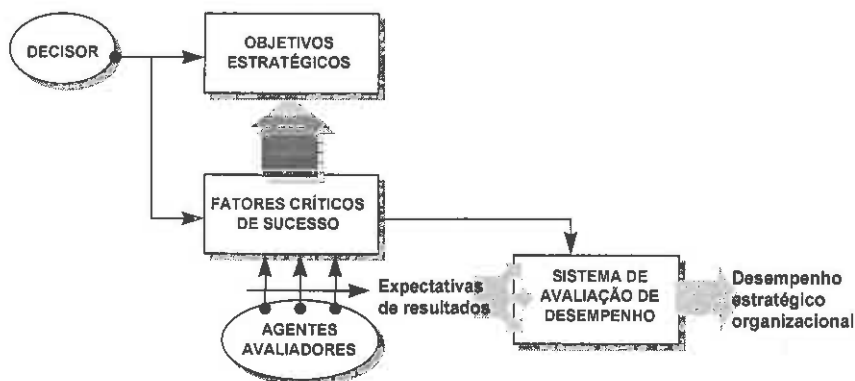 DECISOR
OBJETIVOS
ESTRATÉGICOS
FATORES CRÍTICOS
DE SUCESSO
Expectativas
de resultados
AGENTES
AVALIADORES
SISTEMA DE
AVALIAÇÃO DE
DESEMPENHO
Desempenho
estratégico
organizacional